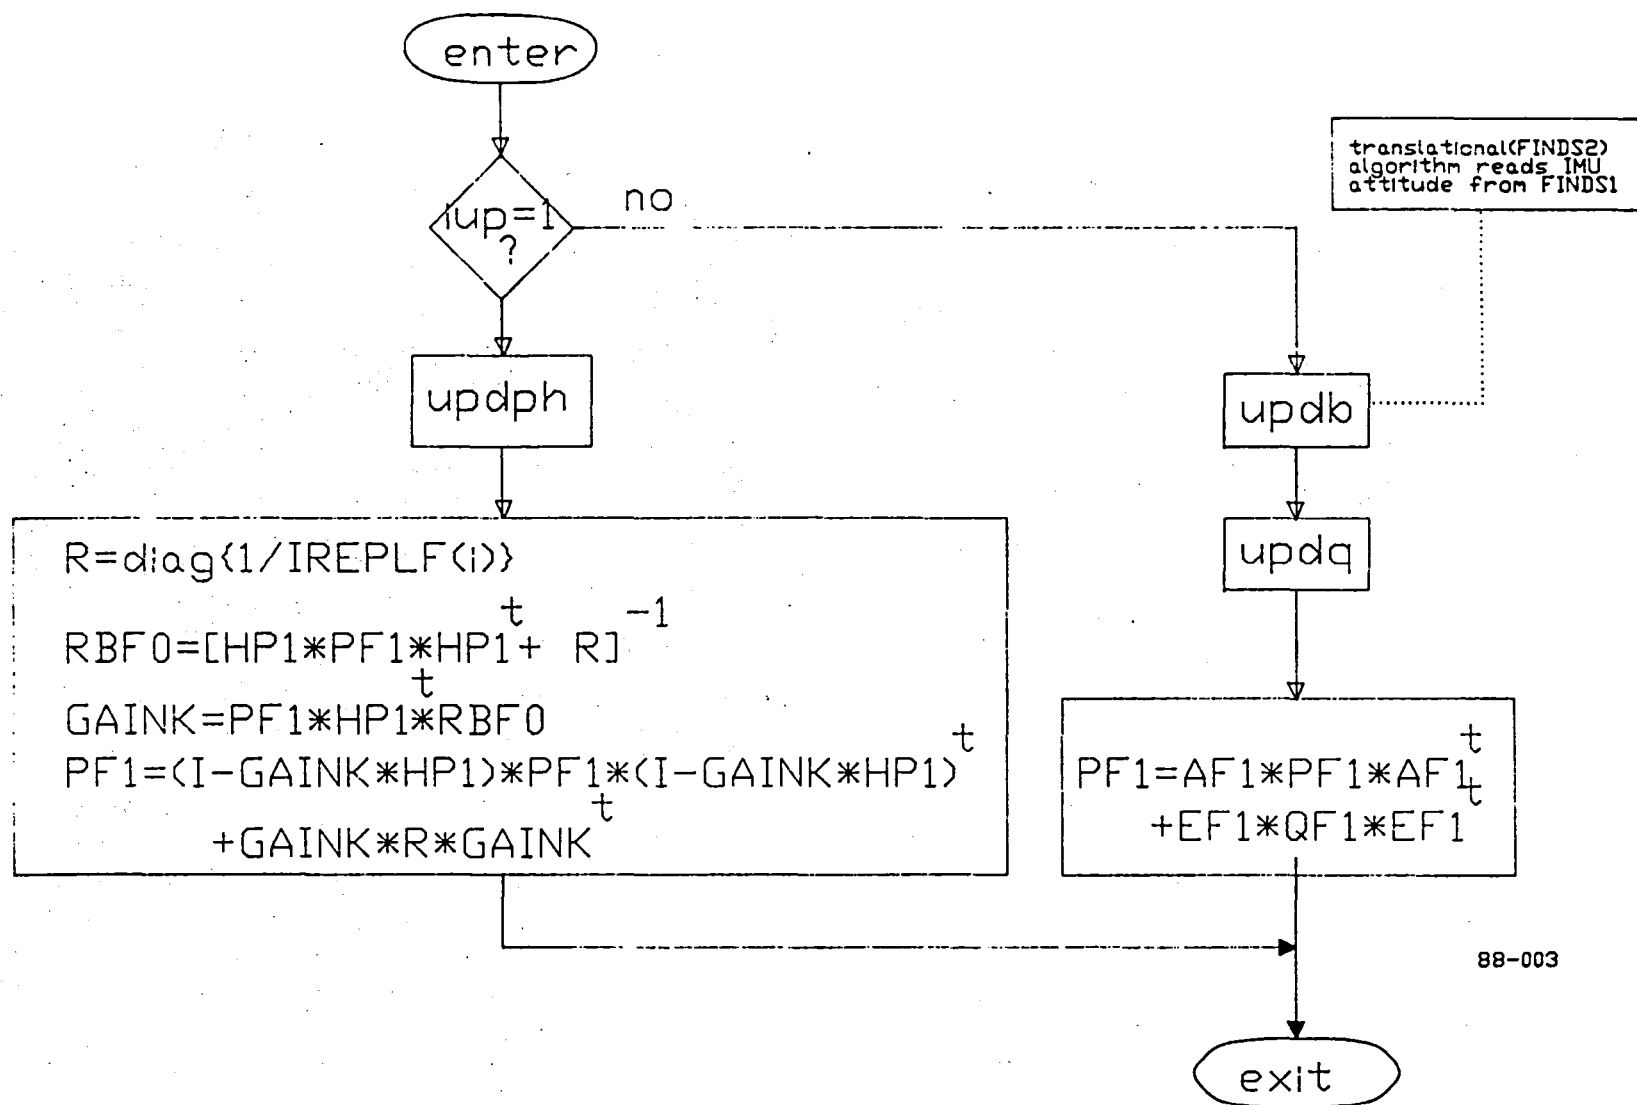 enter
translational(FINDS2)
algorithm reads IMU
attitude from FINDS1
iup=1
?
no
updph
updb
updq
R=diag{1/IREPLF(i)}
RBF0=[HP1*PF1*HP1^t + R]^-1
GAINK=PF1*HP1^t*RBF0
PF1=(I-GAINK*HP1)*PF1*(I-GAINK*HP1)^t
+GAINK*R*GAINK^t
PF1=AF1*PF1*AF1^t
+EF1*QF1*EF1^t
88-003
exit